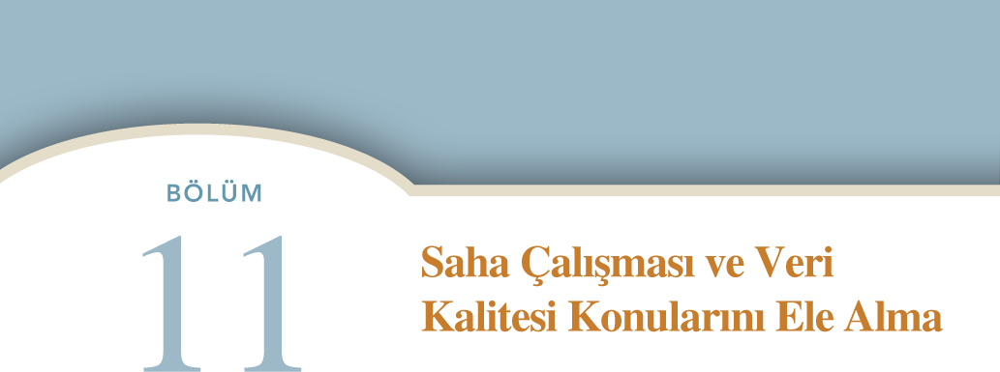 BÖLÜM
11
Saha Çalışması ve Veri
Kalitesi Konularını Ele Alma